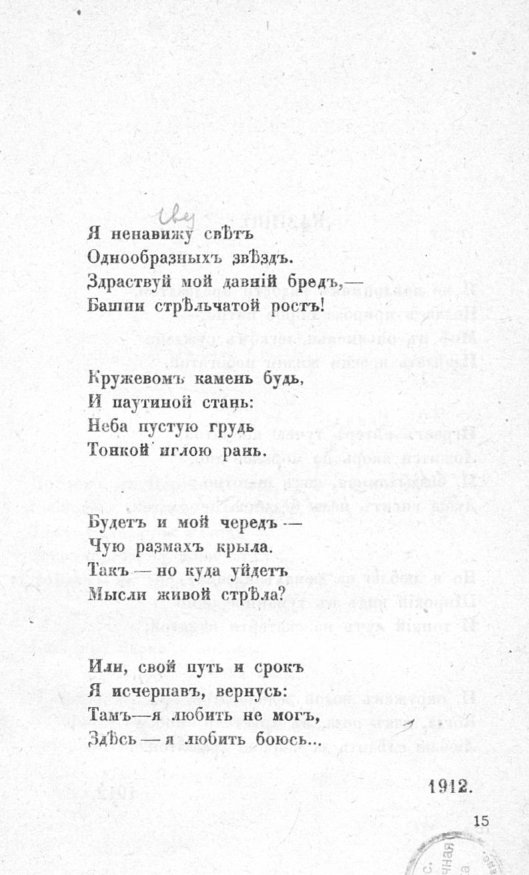 Я ненавижу свѣтъ
Однообразныхъ звѣздъ.
Здраствуй мой давній бредъ,—
Башни стрѣльчатой ростъ!
Кружевомъ камень будь,
И паутиной стань:
Неба пустую грудь
Тонкой иглою рань.
Будетъ и мой чередъ —
Чую размахъ крыла.
Такъ — но куда уйдетъ
Мысли живой стрѣла?
Или, свой путь и срокъ
Я исчерпавъ, вернусь:
Тамъ—я любить не могъ,
Здѣсь — я любить боюсь...
1912.
15